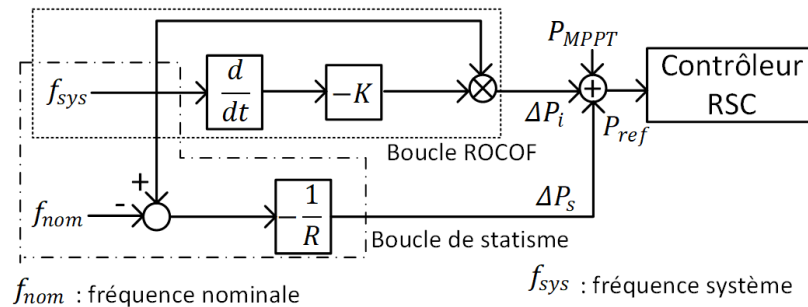 P_MPPT
f_sys
d/dt
−K
ΔP_i
P_ref
Contrôleur
RSC
Boucle ROCOF
+
f_nom
-
−1/R
ΔP_s
Boucle de statisme
f_nom : fréquence nominale
f_sys : fréquence système